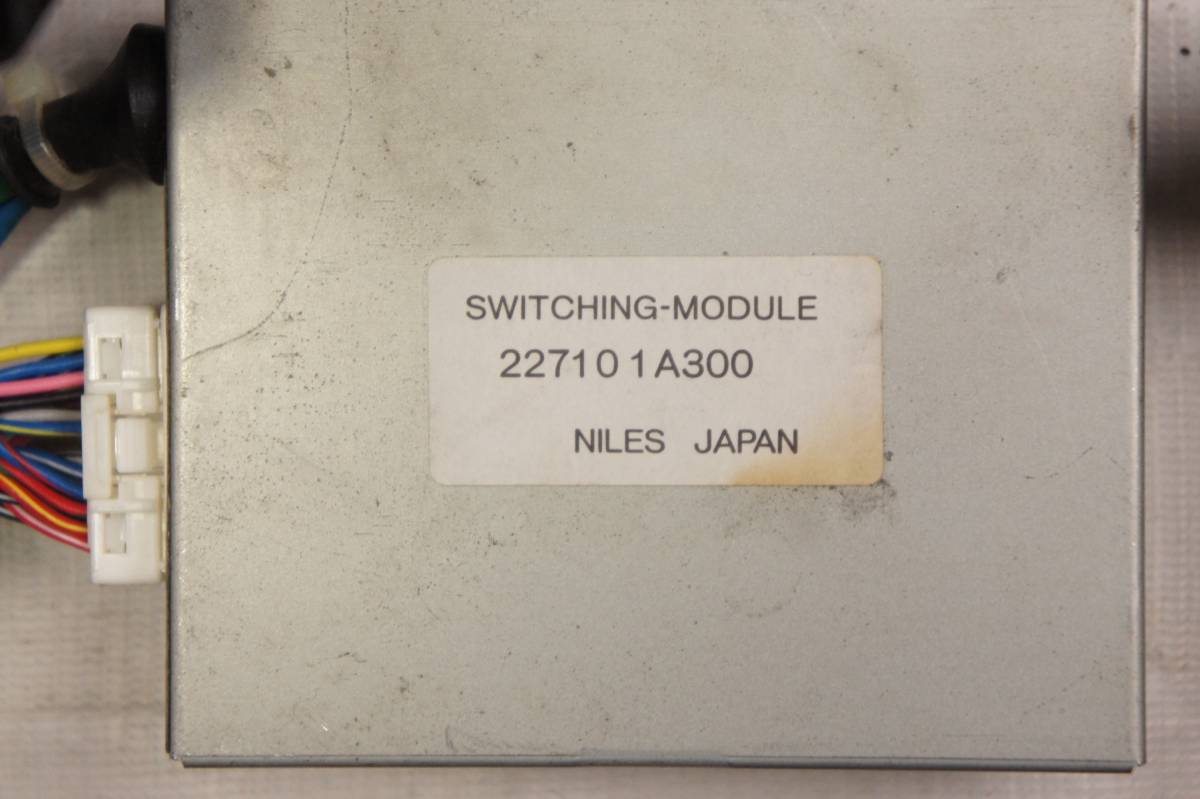 SWITCHING-MODULE
22710 1A300
NILES JAPAN